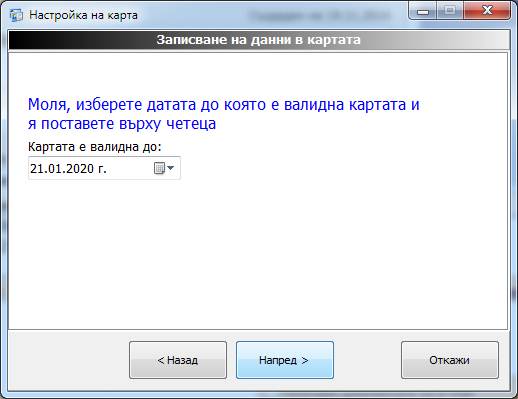 Настройка на карта
Записване на данни в картата
Моля, изберете датата до която е валидна картата и
я поставете върху четеца
Картата е валидна до:
21.01.2020 г.
< Назад
Напред >
Откажи